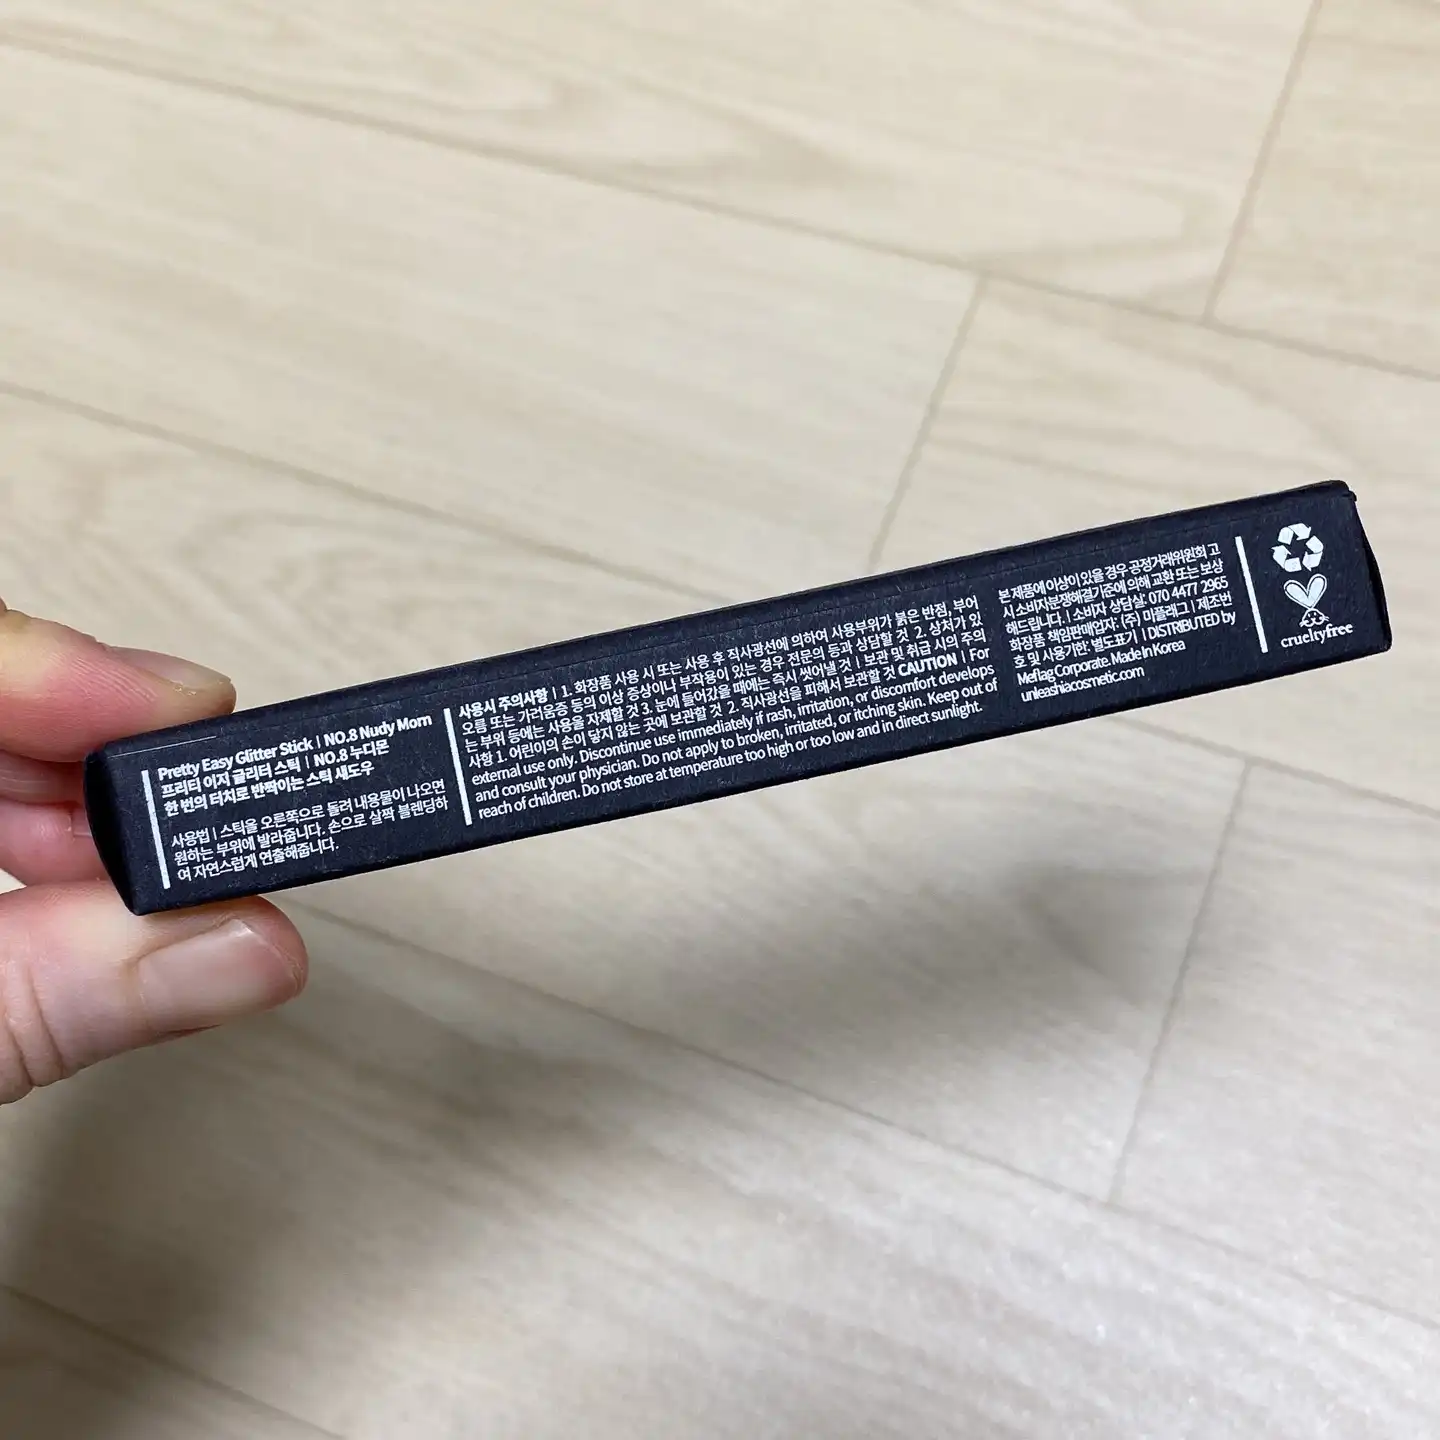 Pretty Easy Glitter Stick | NO.8 Nudy Morn
프리티 이지 글리터 스틱 | NO.8 누디몬
한 번의 터치로 반짝이는 스틱 섀도우
사용법 | 스틱을 오른쪽으로 돌려 내용물이 나오면
원하는 부위에 발라줍니다. 손으로 살짝 블렌딩하
여 자연스럽게 연출해줍니다.
사용시 주의사항 | 1. 화장품 사용 시 또는 사용 후 직사광선에 의하여 사용부위가 붉은 반점, 부어
오름 또는 가려움증 등의 이상 증상이나 부작용이 있는 경우 전문의 등과 상담할 것 2. 상처가 있
는 부위 등에는 사용을 자제할 것 3. 눈에 들어갔을 때에는 즉시 씻어낼 것 | 보관 및 취급 시의 주의
사항 1. 어린이의 손이 닿지 않는 곳에 보관할 것 2. 직사광선을 피해서 보관할 것 CAUTION | For
external use only. Discontinue use immediately if rash, irritation, or discomfort develops
and consult your physician. Do not apply to broken, irritated, or itching skin. Keep out of
reach of children. Do not store at temperature too high or too low and in direct sunlight.
본 제품에 이상이 있을 경우 공정거래위원회 고
시 소비자분쟁해결기준에 의해 교환 또는 보상
해드립니다. | 소비자 상담실: 070 4477 2965
화장품 책임판매업자: (주) 미플래그 | 제조번
호 및 사용기한: 별도표기 | DISTRIBUTED by
Meflag Corporate. Made In Korea
unleashiacosmetic.com
crueltyfree